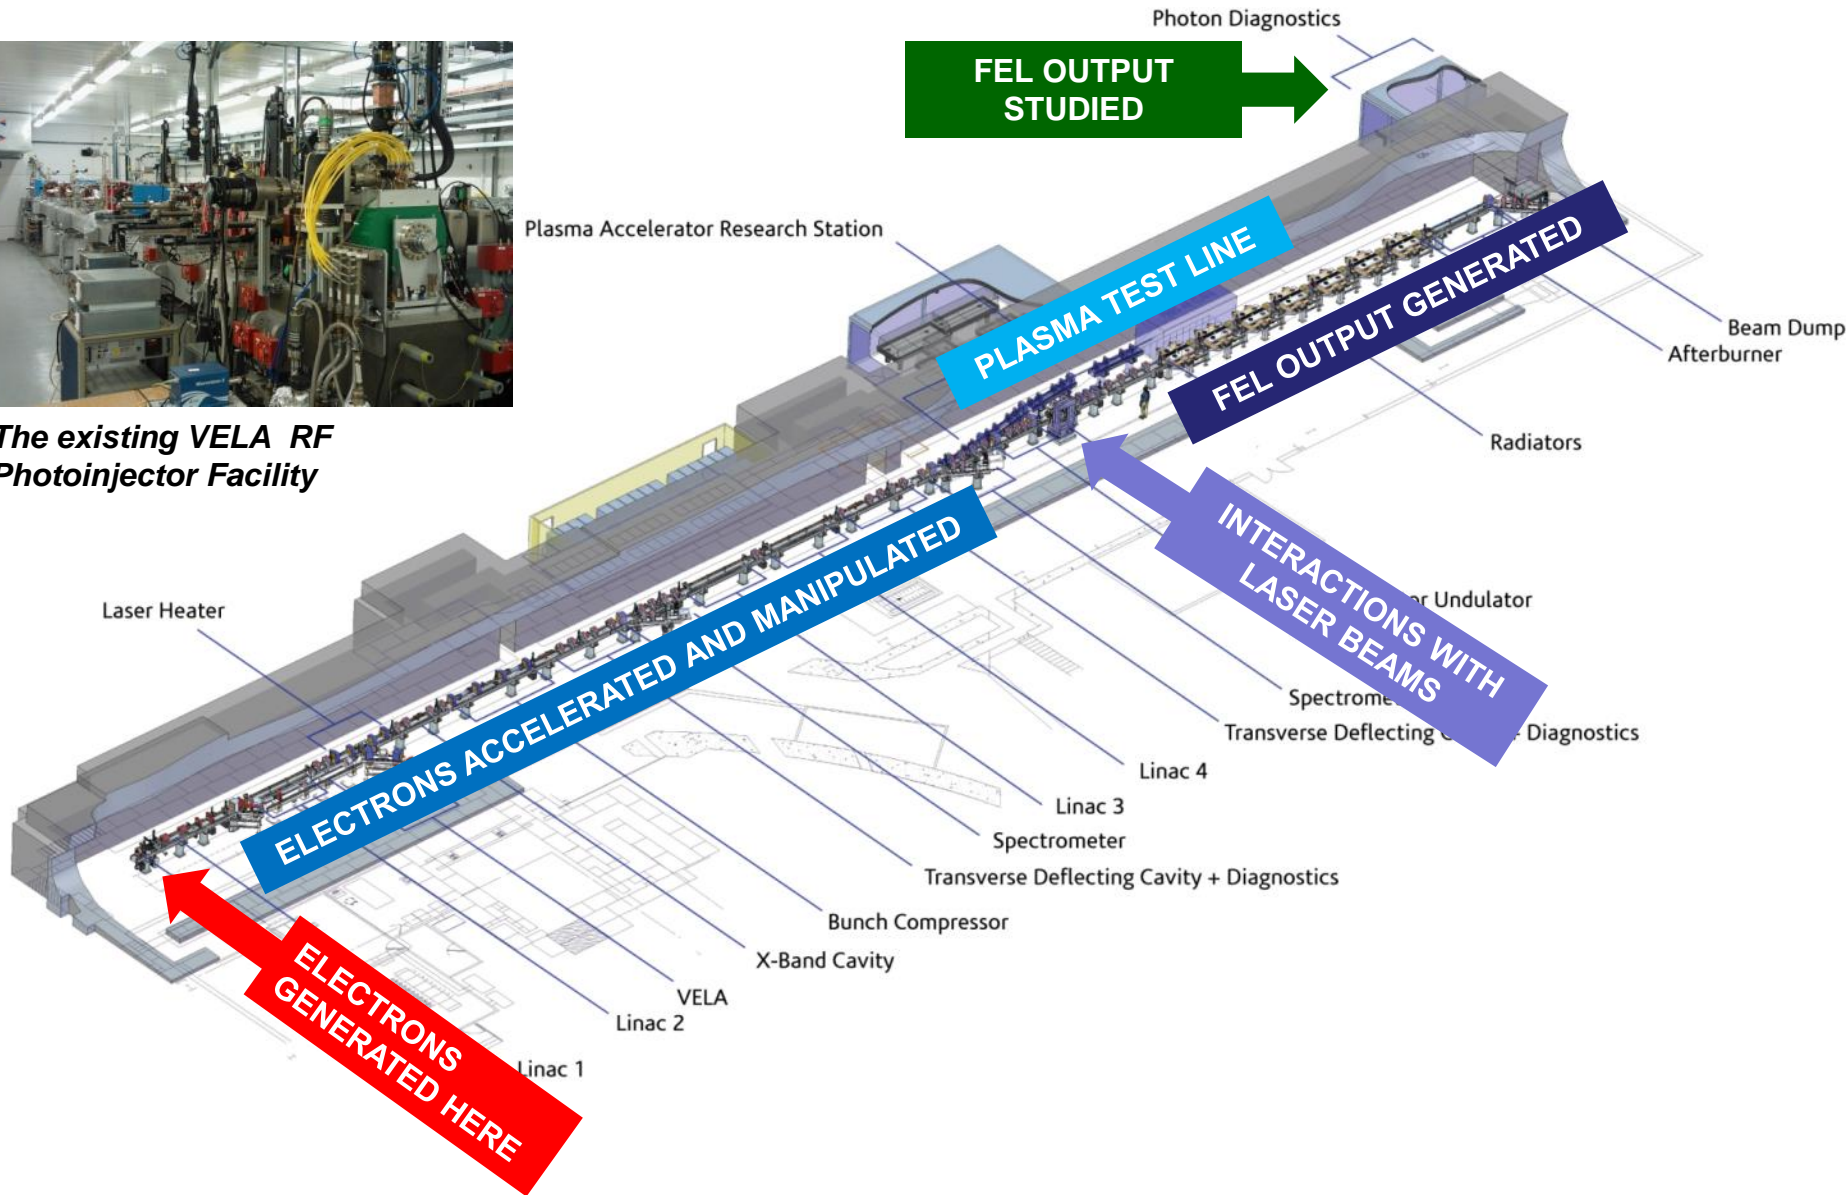 Photon Diagnostics
FEL OUTPUT
STUDIED
Plasma Accelerator Research Station
PLASMA TEST LINE
FEL OUTPUT GENERATED
Beam Dump
Afterburner
Radiators
The existing VELA RF
Photoinjector Facility
INTERACTIONS WITH
LASER BEAMS
Undulator
Laser Heater
ELECTRONS ACCELERATED AND MANIPULATED
Transverse Deflecting
+ Diagnostics
Linac 4
Linac 3
Spectrometer
Transverse Deflecting Cavity + Diagnostics
Bunch Compressor
X-Band Cavity
VELA
Linac 2
Linac 1
ELECTRONS
GENERATED HERE